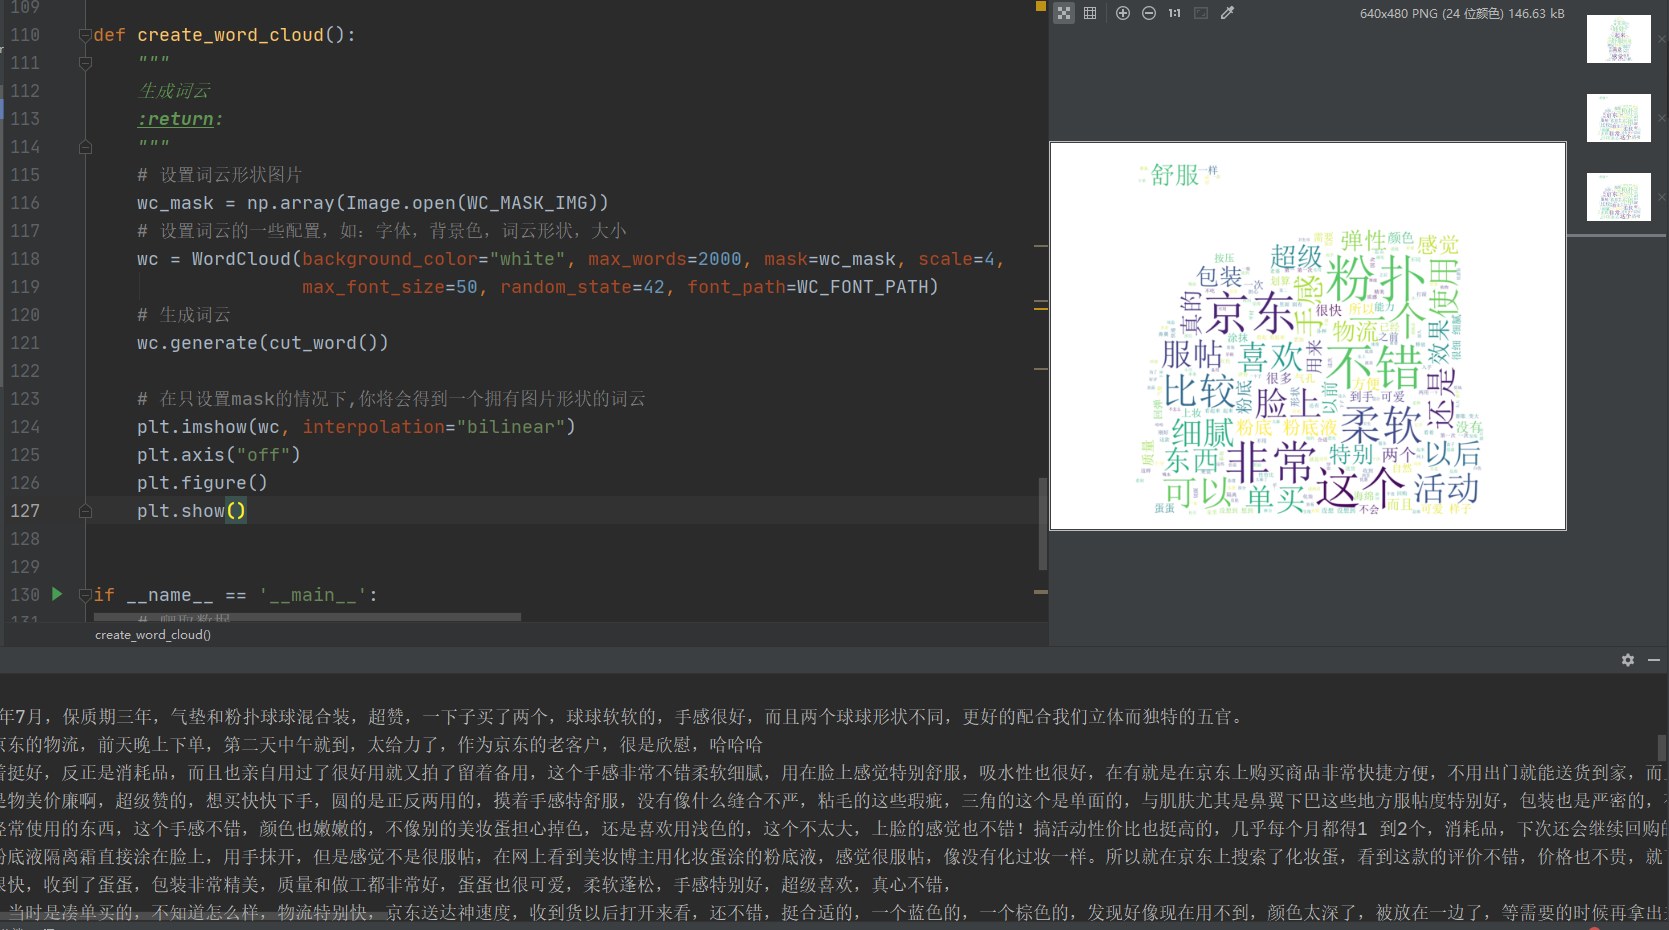 109
110 def create_word_cloud():
111 """
112 生成词云
113 :return:
114 """
115 # 设置词云形状图片
116 wc_mask = np.array(Image.open(WC_MASK_IMG))
117 # 设置词云的一些配置，如：字体，背景色，词云形状，大小
118 wc = WordCloud(background_color="white", max_words=2000, mask=wc_mask, scale=4,
119 max_font_size=50, random_state=42, font_path=WC_FONT_PATH)
120 # 生成词云
121 wc.generate(cut_word())
122
123 # 在只设置mask的情况下,你将会得到一个拥有图片形状的词云
124 plt.imshow(wc, interpolation="bilinear")
125 plt.axis("off")
126 plt.figure()
127 plt.show()
128
129
130 if __name__ == '__main__':
131 # 爬取数据
create_word_cloud()
1:1
640x480 PNG (24 位颜色) 146.63 kB
舒服 一样
需要 弹性 颜色 感觉
按压 超级
包装 一次 划算 手感 粉扑 使用
真的 京东 很快 所以 能力 一个
涂抹 物流 已经 之前 效果 细腻
服帖 喜欢 用来 不错 很细
比较 粉底 很多 气孔 方便 还是
脸上 形状 以前 到手 可爱
回弹 上妆 细腻 粉底 粉底液 柔软 没有
质量 东西 非常 特别 两个 以后
自然
可以 单买 这个 海绵 而且 活动
蛋蛋 不会 可爱 样子
年7月，保质期三年，气垫和粉扑球球混合装，超赞，一下子买了两个，球球软软的，手感很好，而且两个球球形状不同，更好的配合我们立体而独特的五官。
京东的物流，前天晚上下单，第二天中午就到，太给力了，作为京东的老客户，很是欣慰，哈哈哈
着挺好，反正是消耗品，而且也亲自用过了很好用就又拍了留着备用，这个手感非常不错柔软细腻，用在脸上感觉特别舒服，吸水性也很好，在有就是在京东上购买商品非常快捷方便，不用出门就能送货到家，而
是物美价廉啊，超级赞的，想买快快下手，圆的是正反两用的，摸着手感特舒服，没有像什么缝合不严，粘毛的这些瑕疵，三角的这个是单面的，与肌肤尤其是鼻翼下巴这些地方服帖度特别好，包装也是严密的，
经常使用的东西，这个手感不错，颜色也嫩嫩的，不像别的美妆蛋担心掉色，还是喜欢用浅色的，这个不太大，上脸的感觉也不错！搞活动性价比也挺高的，几乎每个月都得1 到2个，消耗品，下次还会继续回购的
粉底液隔离霜直接涂在脸上，用手抹开，但是感觉不是很服帖，在网上看到美妆博主用化妆蛋涂的粉底液，感觉很服帖，像没有化过妆一样。所以就在京东上搜索了化妆蛋，看到这款的评价不错，价格也不贵，就
很快，收到了蛋蛋，包装非常精美，质量和做工都非常好，蛋蛋也很可爱，柔软蓬松，手感特别好，超级喜欢，真心不错，
当时是凑单买的，不知道怎么样，物流特别快，京东送达神速度，收到货以后打开来看，还不错，挺合适的，一个蓝色的，一个棕色的，发现好像现在用不到，颜色太深了，被放在一边了，等需要的时候再拿出